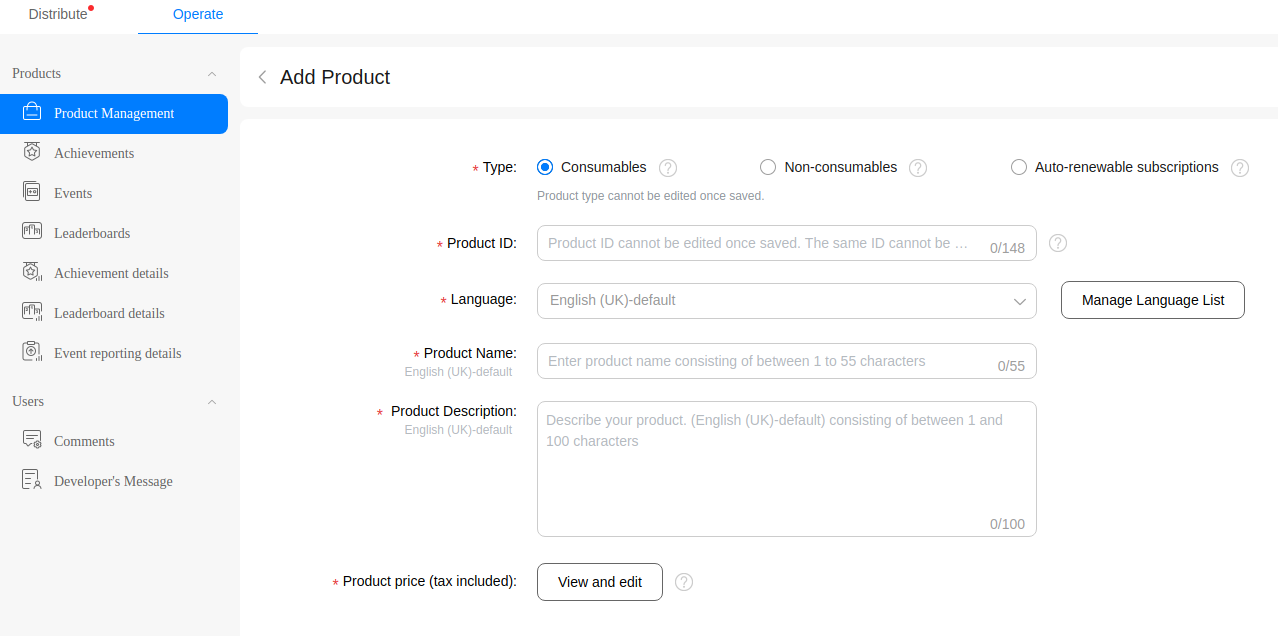 Distribute
Operate
Products
Product Management
Achievements
Events
Leaderboards
Achievement details
Leaderboard details
Event reporting details
Users
Comments
Developer's Message
Add Product
* Type: Consumables ? Non-consumables ? Auto-renewable subscriptions ?
Product type cannot be edited once saved.
* Product ID: Product ID cannot be edited once saved. The same ID cannot be ... 0/148 ?
* Language: English (UK)-default Manage Language List
* Product Name: Enter product name consisting of between 1 to 55 characters 0/55
English (UK)-default
* Product Description: Describe your product. (English (UK)-default) consisting of between 1 and
English (UK)-default 100 characters
0/100
* Product price (tax included): View and edit ?